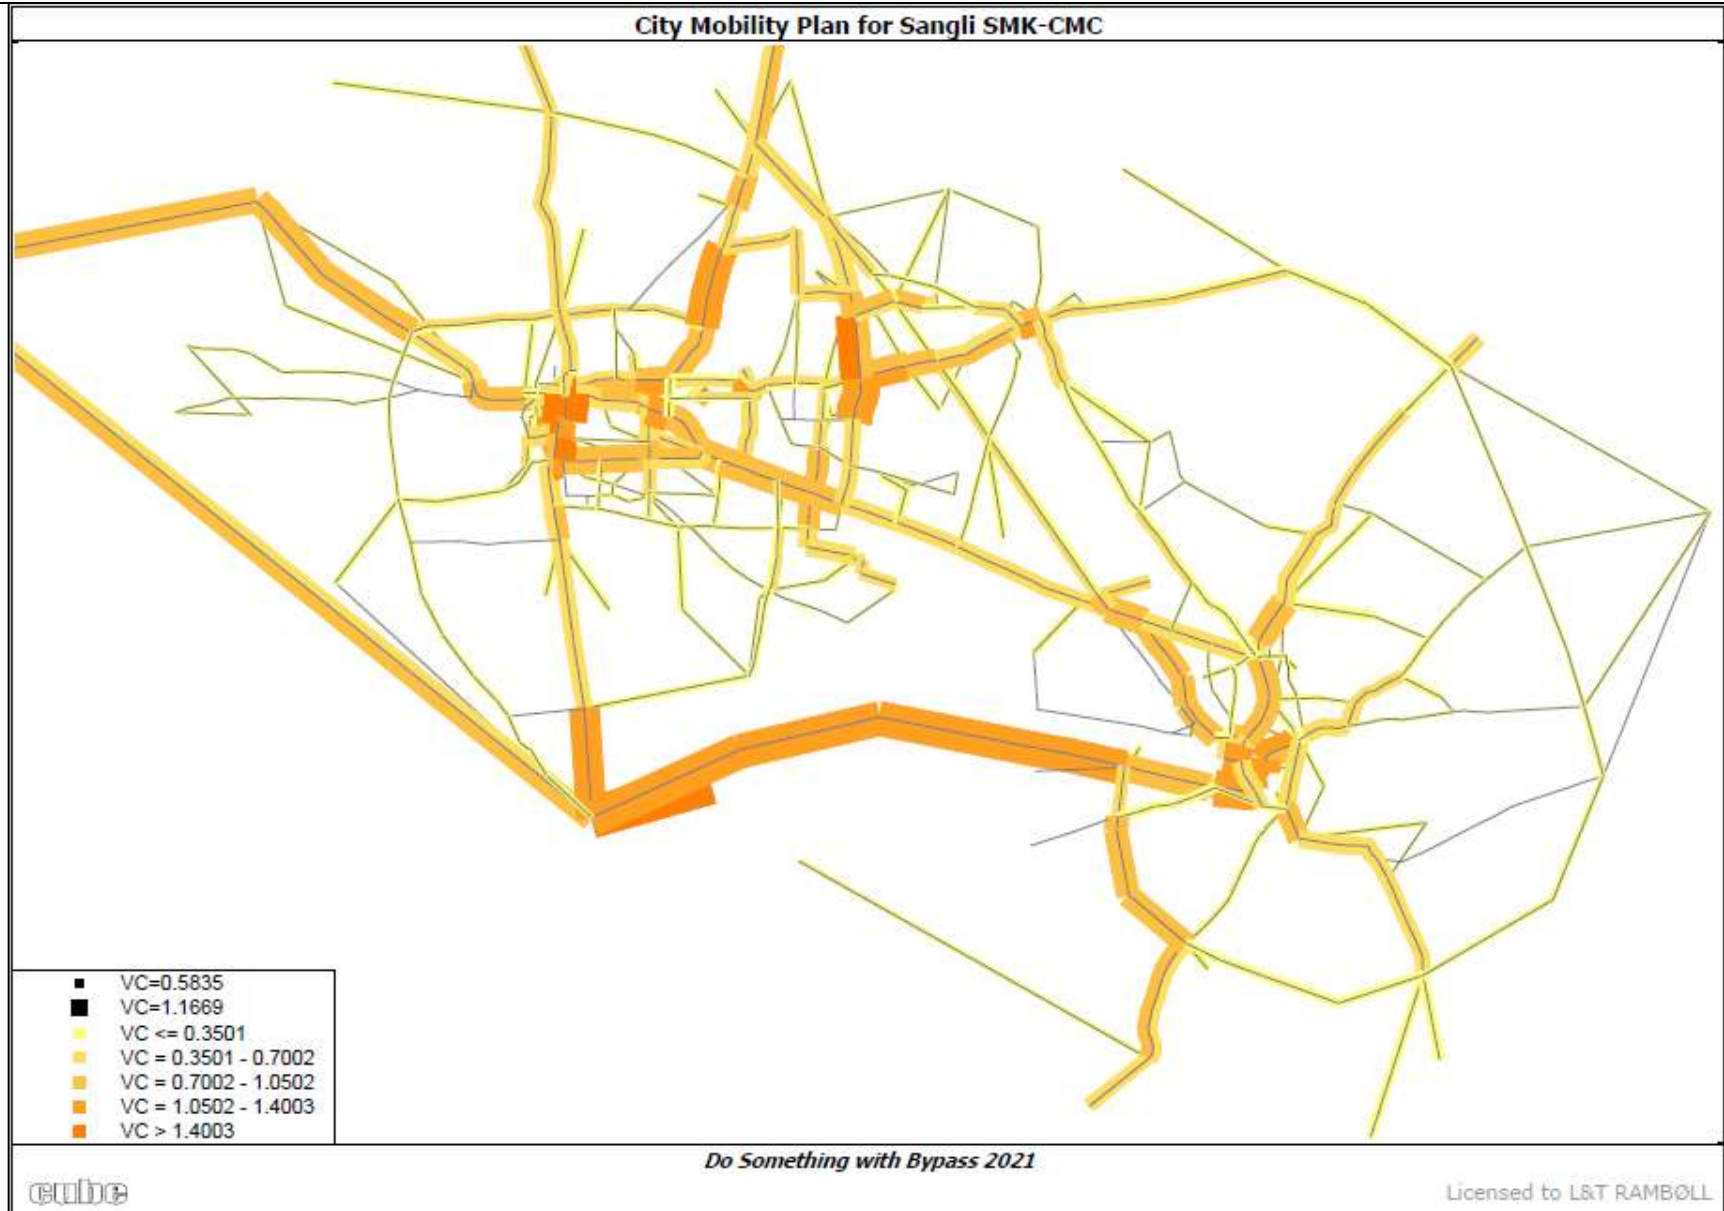 City Mobility Plan for Sangli SMK-CMC
VC=0.5835
VC=1.1669
VC <= 0.3501
VC = 0.3501 - 0.7002
VC = 0.7002 - 1.0502
VC = 1.0502 - 1.4003
VC > 1.4003
Do Something with Bypass 2021
cube
Licensed to L&T RAMBØLL